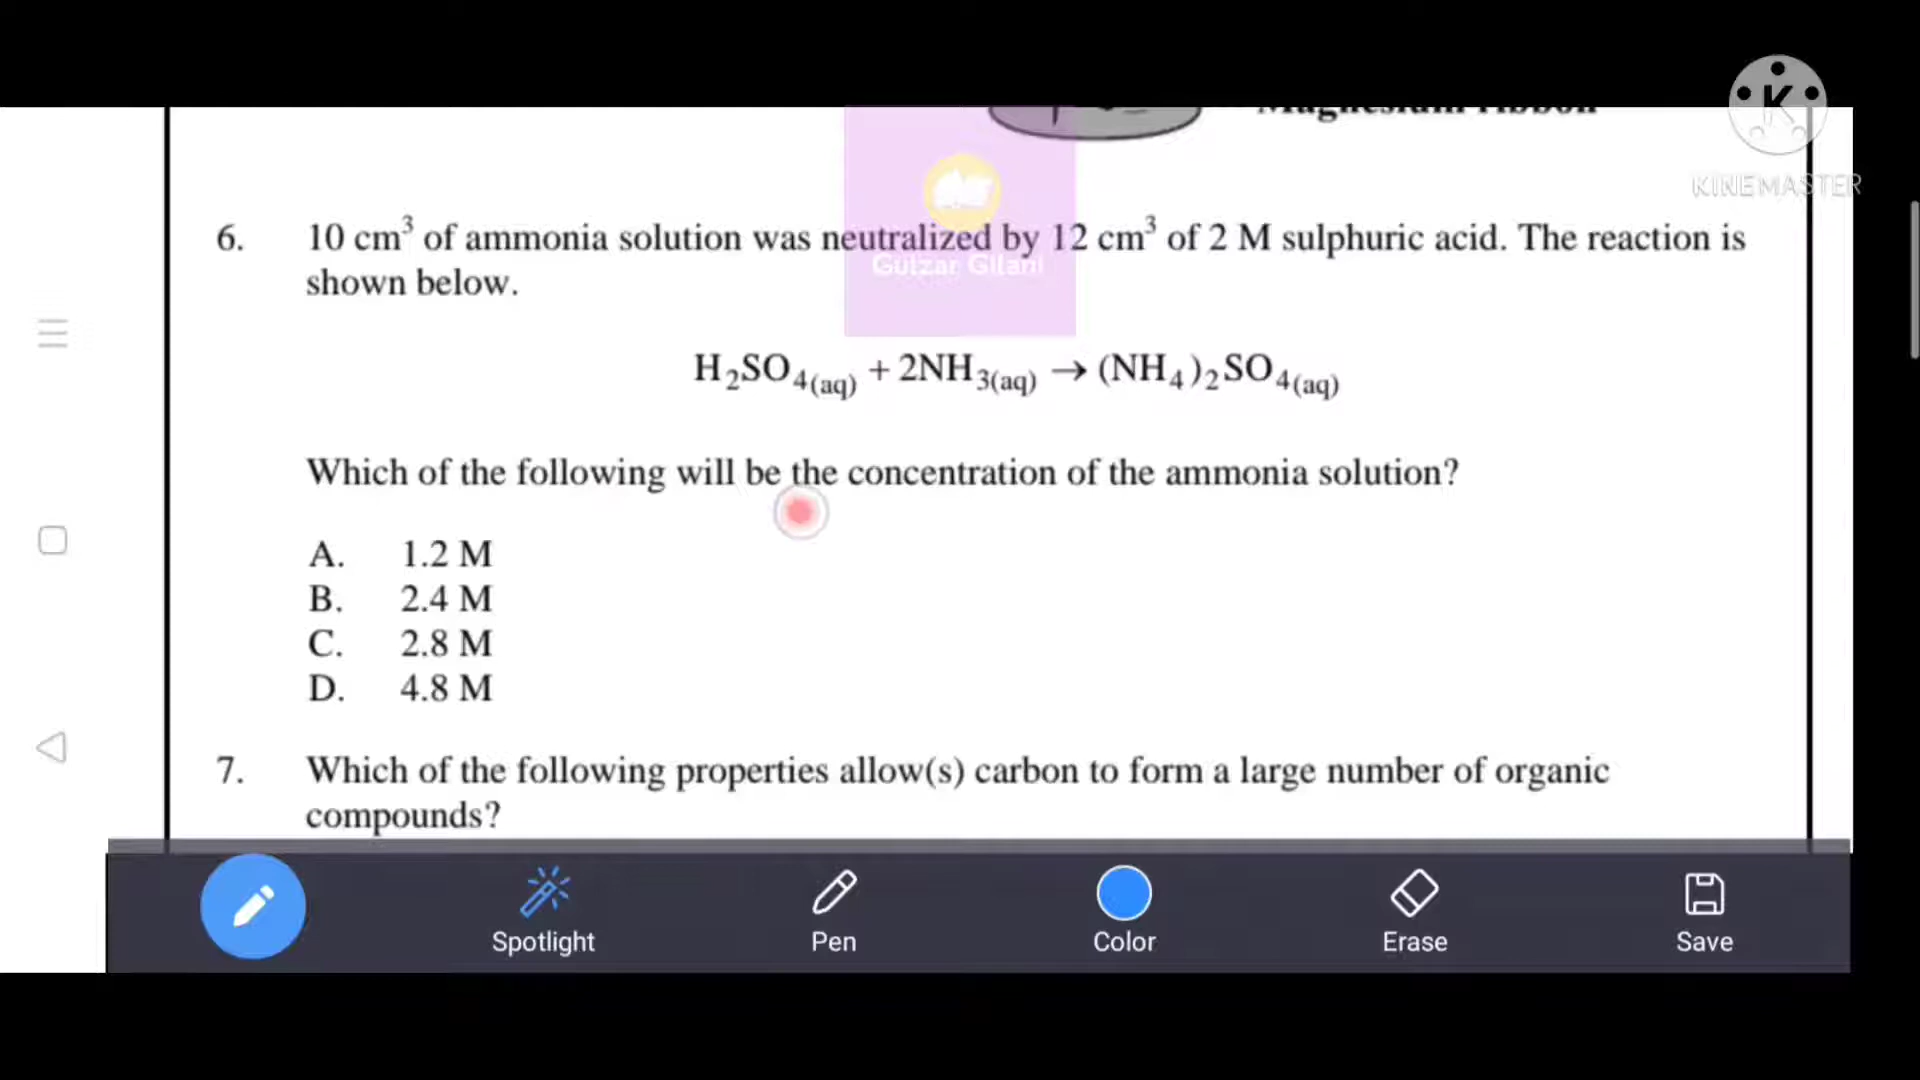 Magnesium ribbon
KINEMASTER
6. 10 cm³ of ammonia solution was neutralized by 12 cm³ of 2 M sulphuric acid. The reaction is
Gulzar Gilani
shown below.
H₂SO₄(aq) + 2NH₃(aq) → (NH₄)₂SO₄(aq)
Which of the following will be the concentration of the ammonia solution?
A. 1.2 M
B. 2.4 M
C. 2.8 M
D. 4.8 M
7. Which of the following properties allow(s) carbon to form a large number of organic
compounds?
Spotlight Pen Color Erase Save